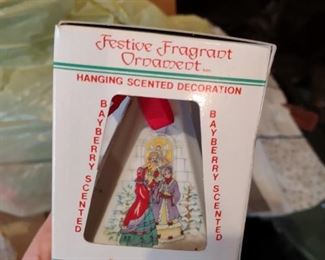 Festive Fragrant
Ornament
HANGING SCENTED DECORATION
BAYBERRY SCENTED
BAYBERRY SCENTED